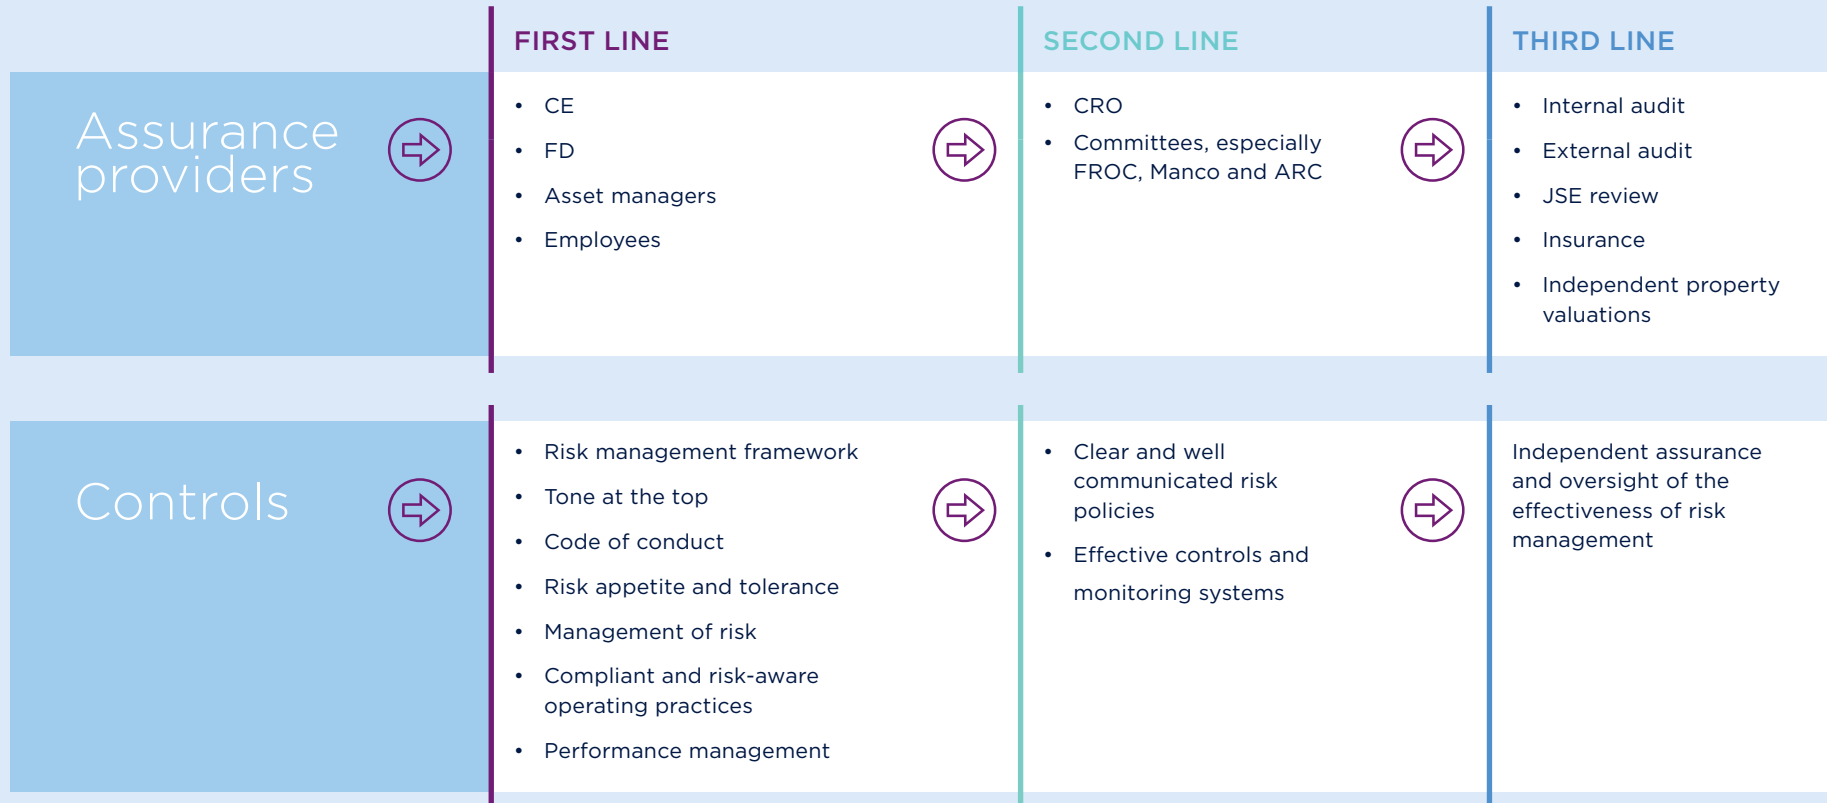 FIRST LINE
SECOND LINE
THIRD LINE
Assurance
providers
• CE
• FD
• Asset managers
• Employees
• CRO
• Committees, especially
FROC, Manco and ARC
• Internal audit
• External audit
• JSE review
• Insurance
• Independent property
valuations
Controls
• Risk management framework
• Tone at the top
• Code of conduct
• Risk appetite and tolerance
• Management of risk
• Compliant and risk-aware
operating practices
• Performance management
• Clear and well
communicated risk
policies
• Effective controls and
monitoring systems
Independent assurance
and oversight of the
effectiveness of risk
management